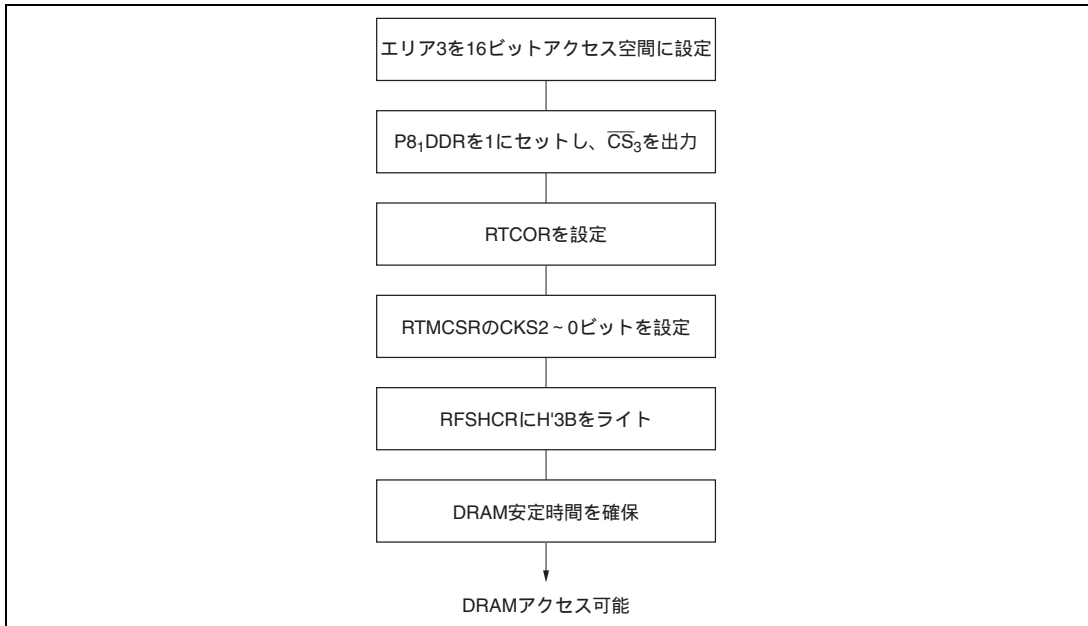 エリア3を16ビットアクセス空間に設定
P8₁DDRを1にセットし、C̅S̅₃を出力
RTCORを設定
RTMCSRのCKS2~0ビットを設定
RFSHCRにH'3Bをライト
DRAM安定時間を確保
DRAMアクセス可能